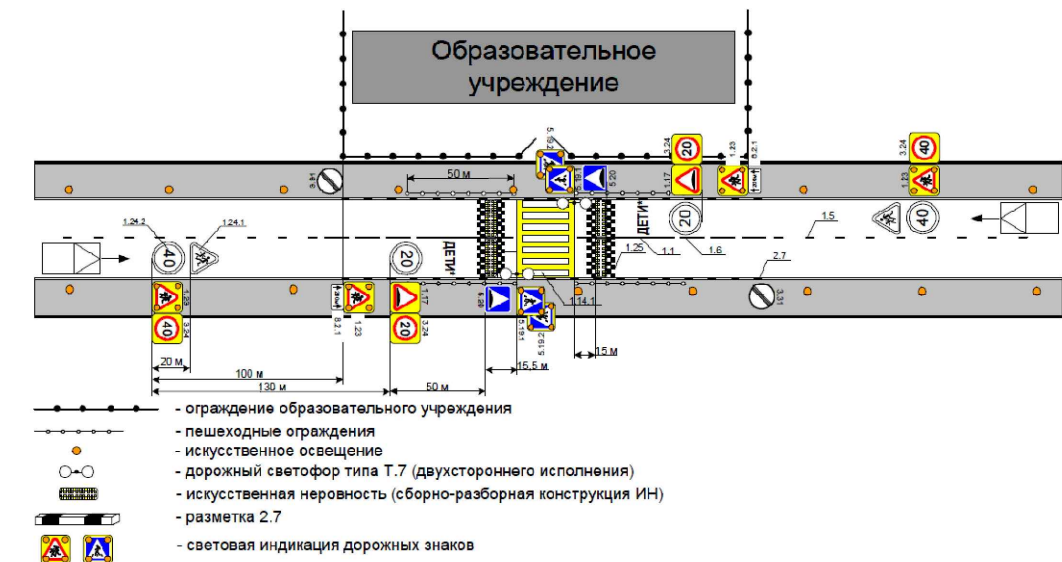 Образовательное
учреждение
5.19.2
5.19.1
5.20
3.24
20
1.17
1.23
8.2.1
3.24
40
1.23
3.31
50 м
20
ДЕТИ*
1.25
1.1
1.6
1.5
2.7
40
1.24.2
40
1.24.1
20
ДЕТИ*
1.14.1
3.31
1.23
3.24
40
8.2.1
1.23
1.17
3.24
20
5.19.1
5.19.2
20 м
100 м
130 м
50 м
15,5 м
15 м
- ограждение образовательного учреждения
- пешеходные ограждения
- искусственное освещение
- дорожный светофор типа Т.7 (двухстороннего исполнения)
- искусственная неровность (сборно-разборная конструкция ИН)
- разметка 2.7
- световая индикация дорожных знаков